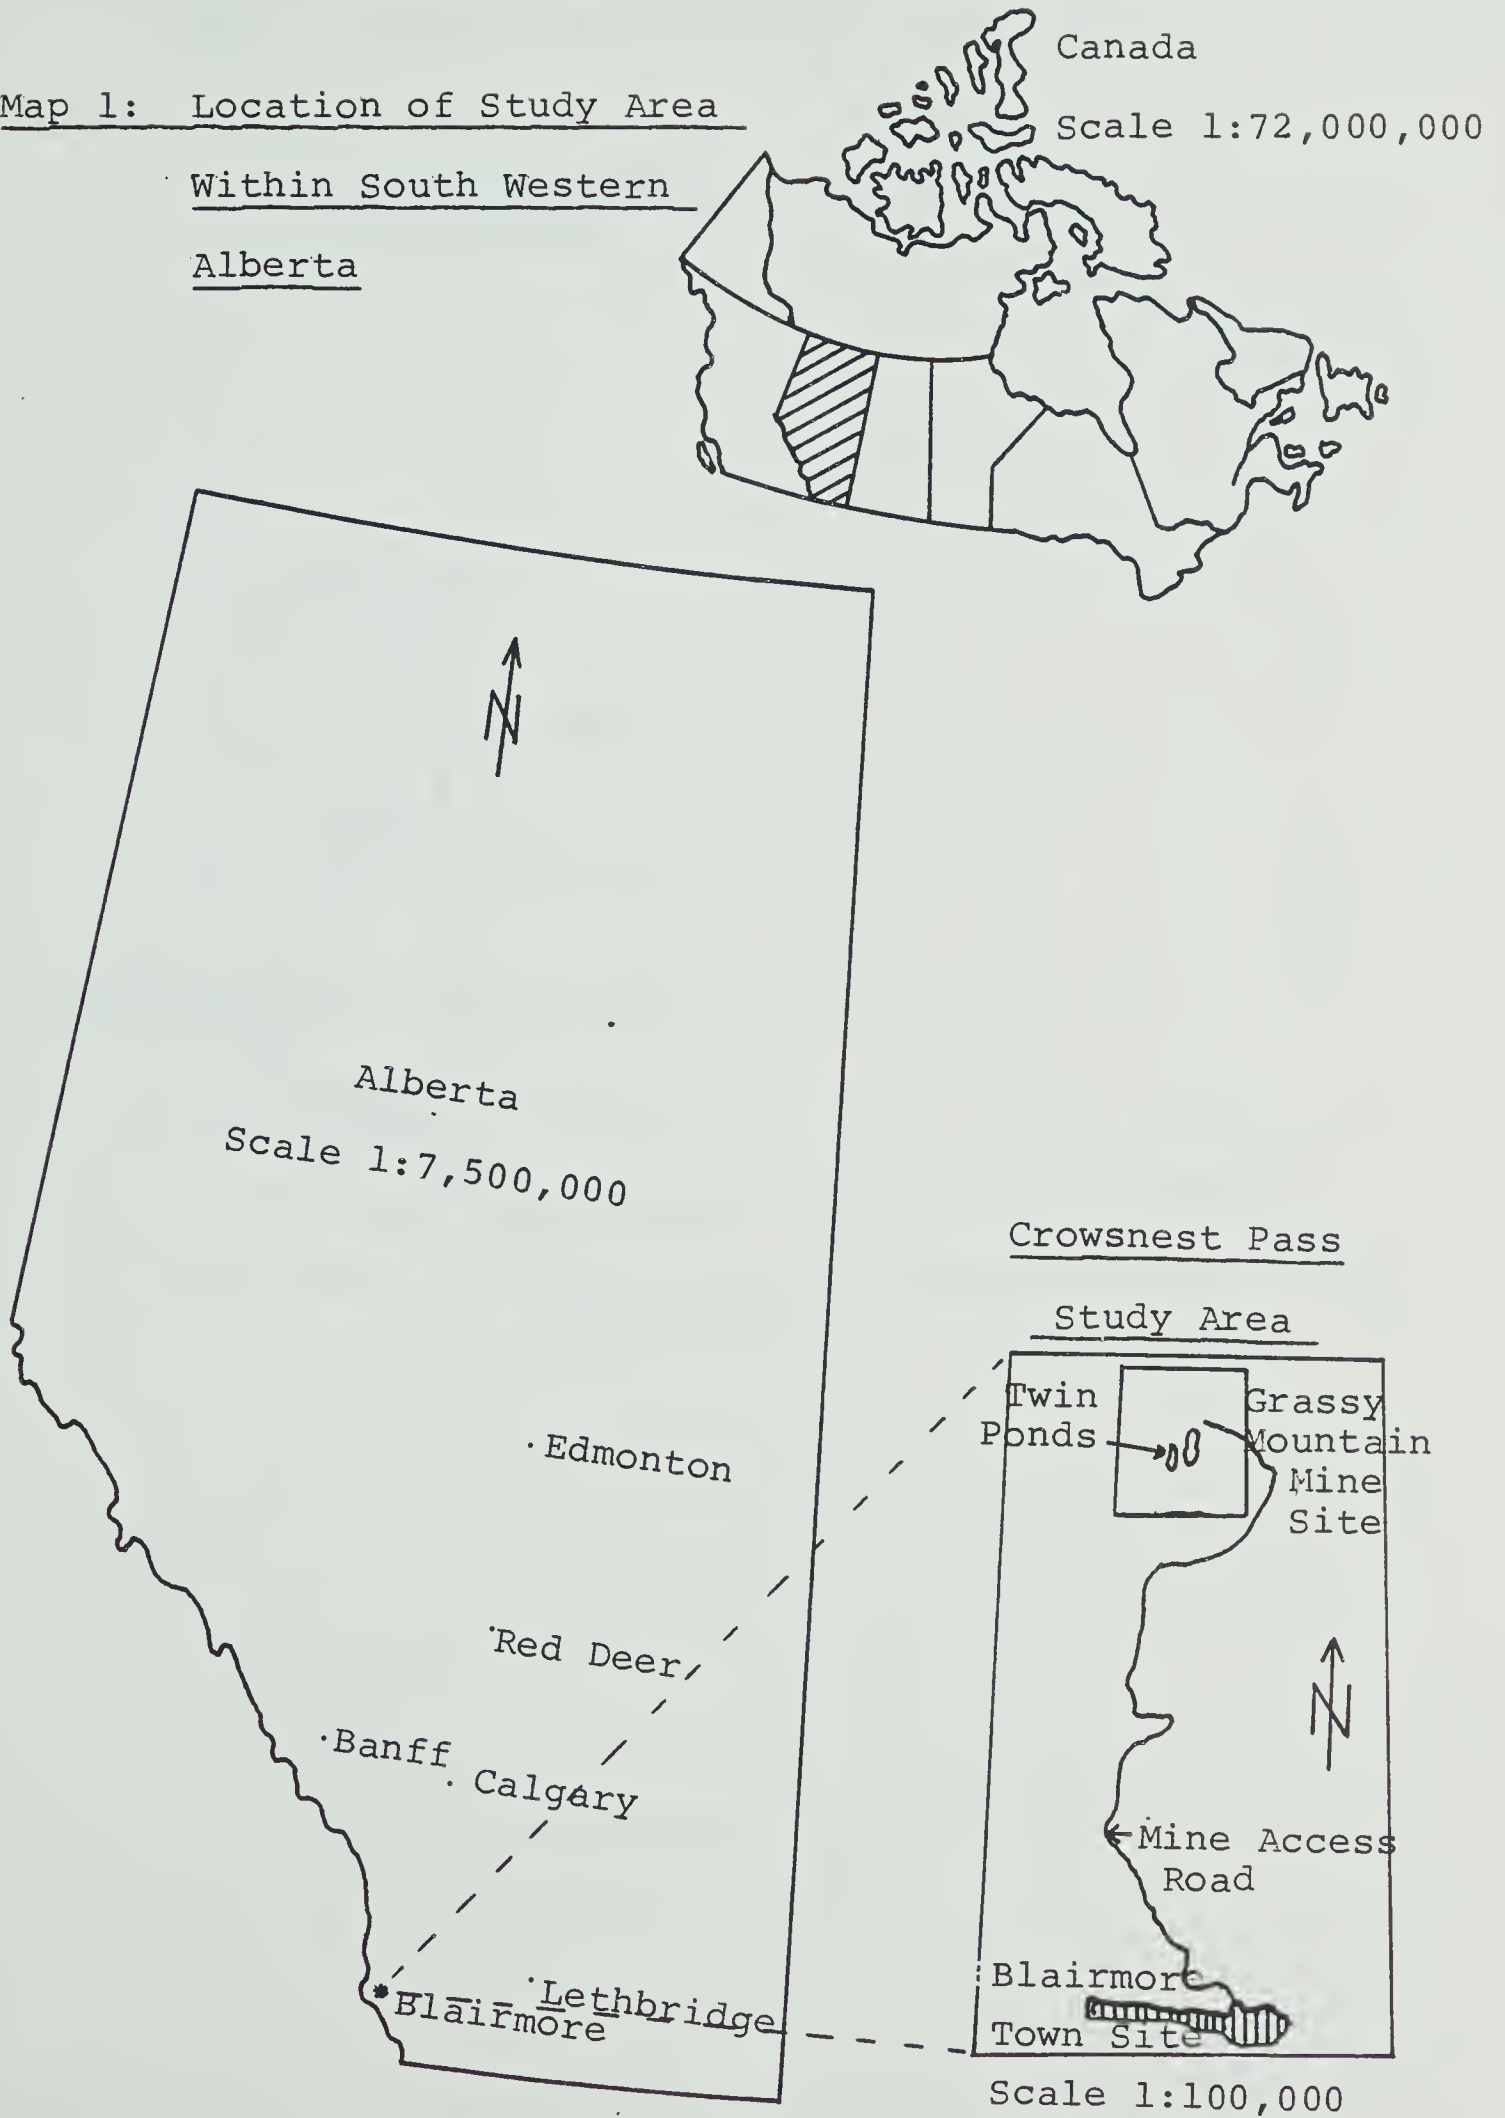 Map 1: Location of Study Area
Within South Western
Alberta
Canada
Scale 1:72,000,000
N
Alberta
Scale 1:7,500,000
Edmonton
Red Deer
Banff
Calgary
Lethbridge
Blairmore
Crowsnest Pass
Study Area
Twin
Ponds
Grassy
Mountain
Mine
Site
N
Mine Access
Road
Blairmore
Town Site
Scale 1:100,000